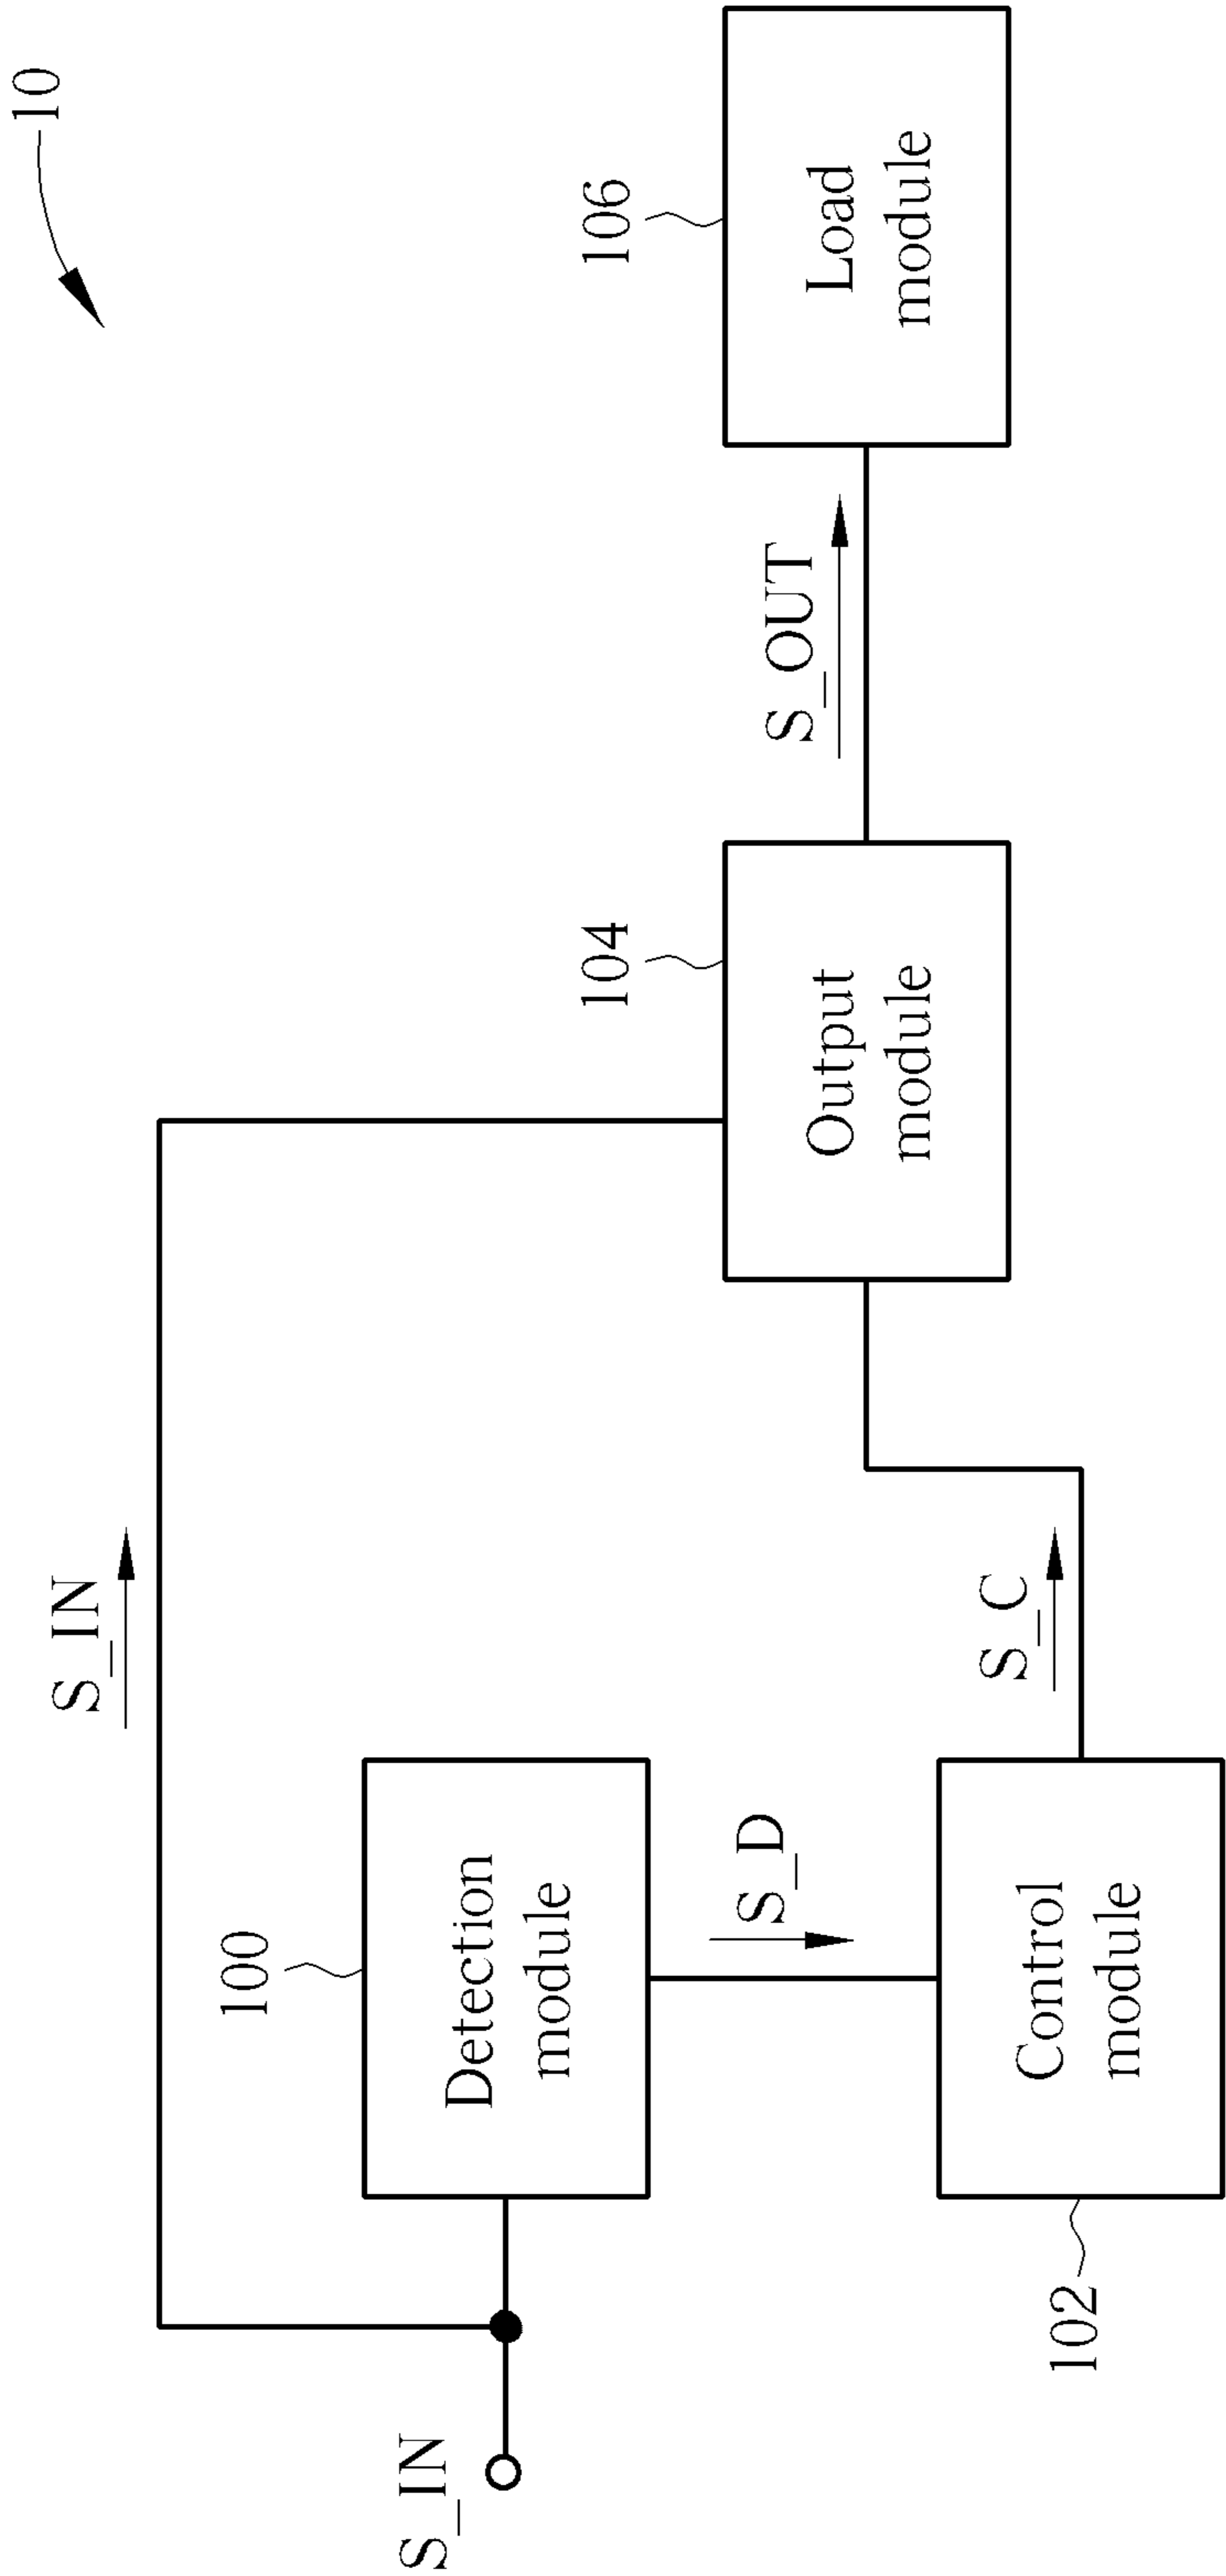 10
S_IN
S_IN
100
Detection
module
S_D
102
Control
module
S_C
104
Output
module
S_OUT
106
Load
module